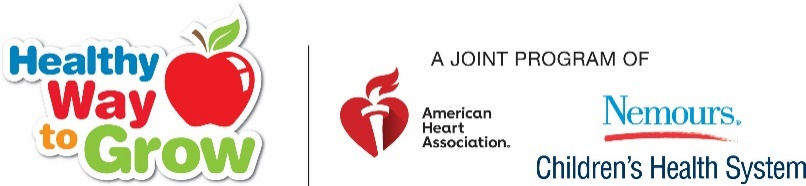 Healthy
Way
to Grow
A JOINT PROGRAM OF
American
Heart
Association®
Nemours®
Children's Health System